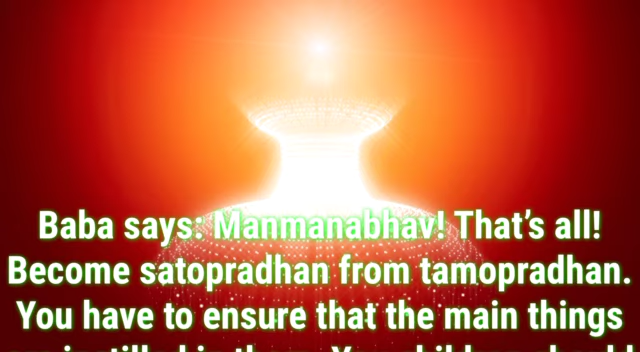 Baba says: Manmanabhav! That's all!
Become satopradhan from tamopradhan.
You have to ensure that the main things